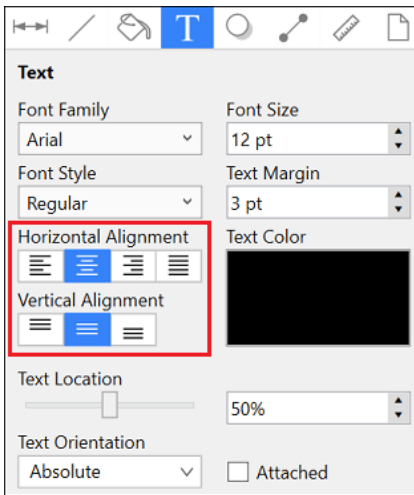 T
Text
Font Family Font Size
Arial 12 pt
Font Style Text Margin
Regular 3 pt
Horizontal Alignment Text Color
Vertical Alignment
Text Location
50%
Text Orientation
Absolute Attached